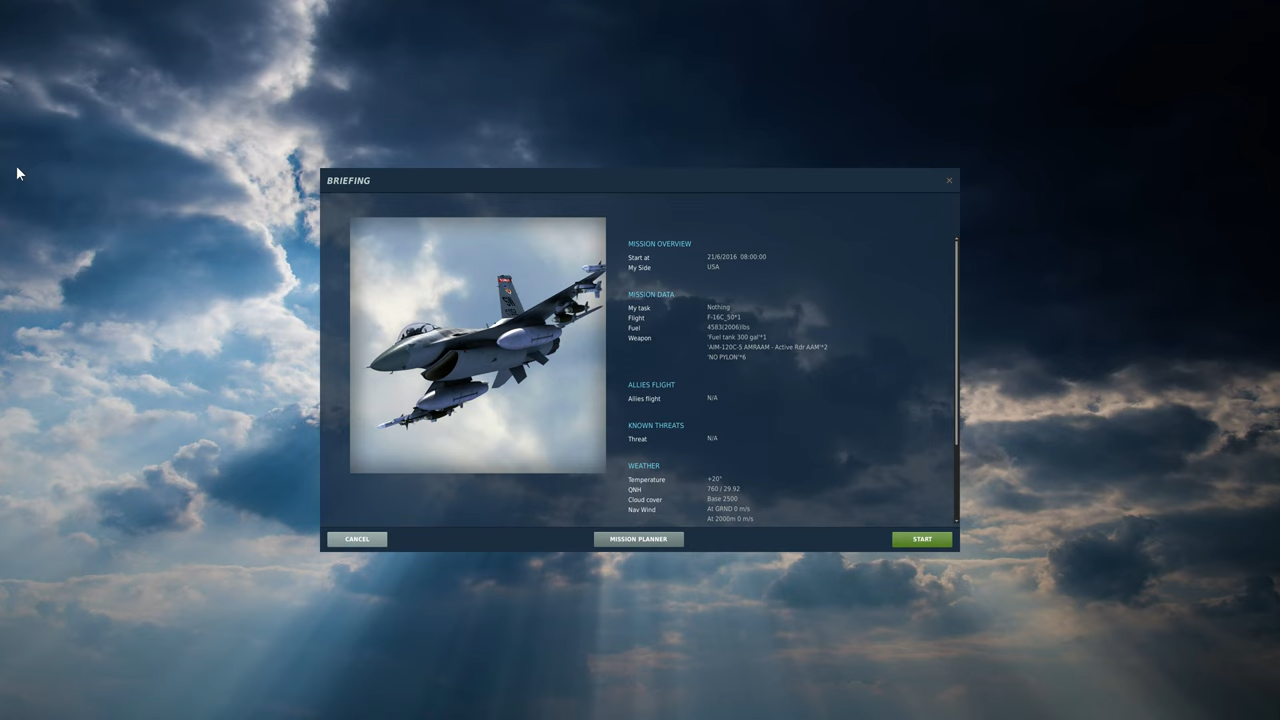 BRIEFING
MISSION OVERVIEW
Start at 21/6/2016 08:00:00
My Side USA
MISSION DATA
My task Nothing
Flight F-16C_50*1
Fuel 4583(2006)lbs
Weapon 'Fuel tank 300 gal'*1
'AIM-120C-5 AMRAAM - Active Rdr AAM'*2
'NO PYLON'*6
ALLIES FLIGHT
Allies flight N/A
KNOWN THREATS
Threat N/A
WEATHER
Temperature +20°
QNH 760 / 29.92
Cloud cover Base 2500
Nav Wind At GRND 0 m/s
At 2000m 0 m/s
CANCEL
MISSION PLANNER
START